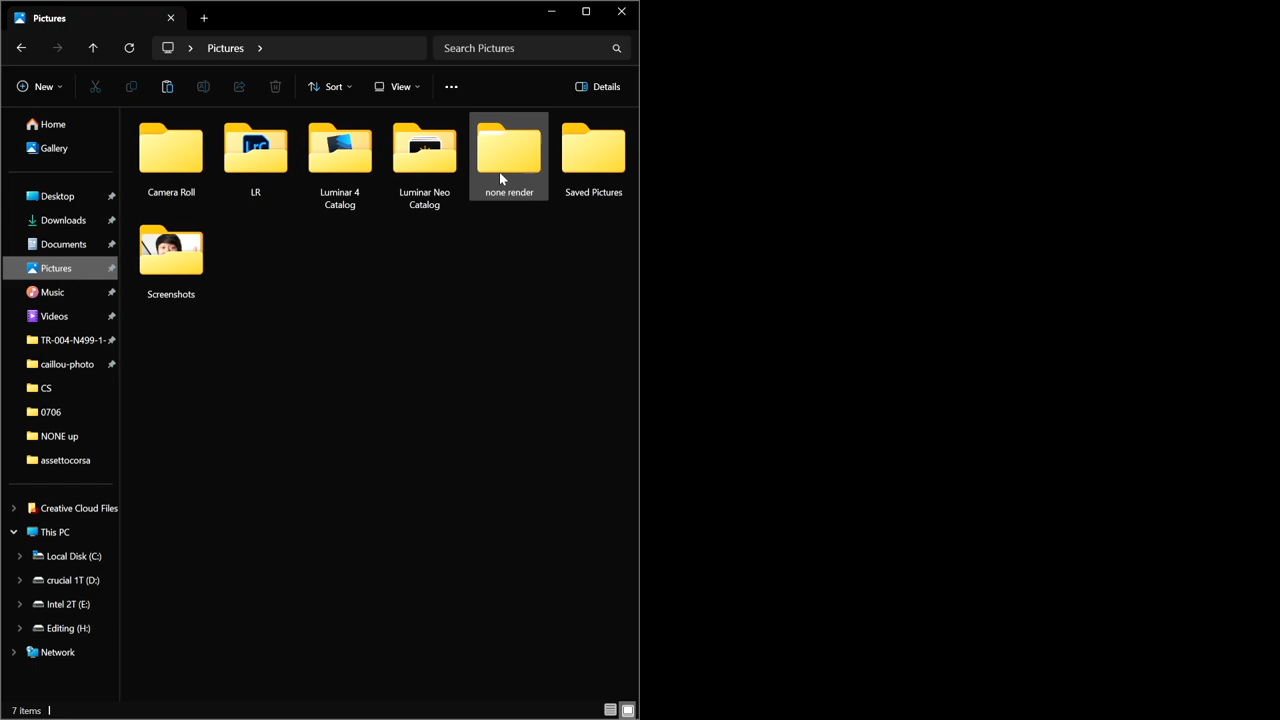 Pictures
Pictures
Search Pictures
New
Sort
View
Details
Home
Gallery
Desktop
Downloads
Documents
Pictures
Music
Videos
TR-004-N499-1-
caillou-photo
CS
0706
NONE up
assettocorsa
Creative Cloud Files
This PC
Local Disk (C:)
crucial 1T (D:)
Intel 2T (E:)
Editing (H:)
Network
Camera Roll
Lrc
LR
Luminar 4
Catalog
Luminar Neo
Catalog
none render
Saved Pictures
Screenshots
7 items